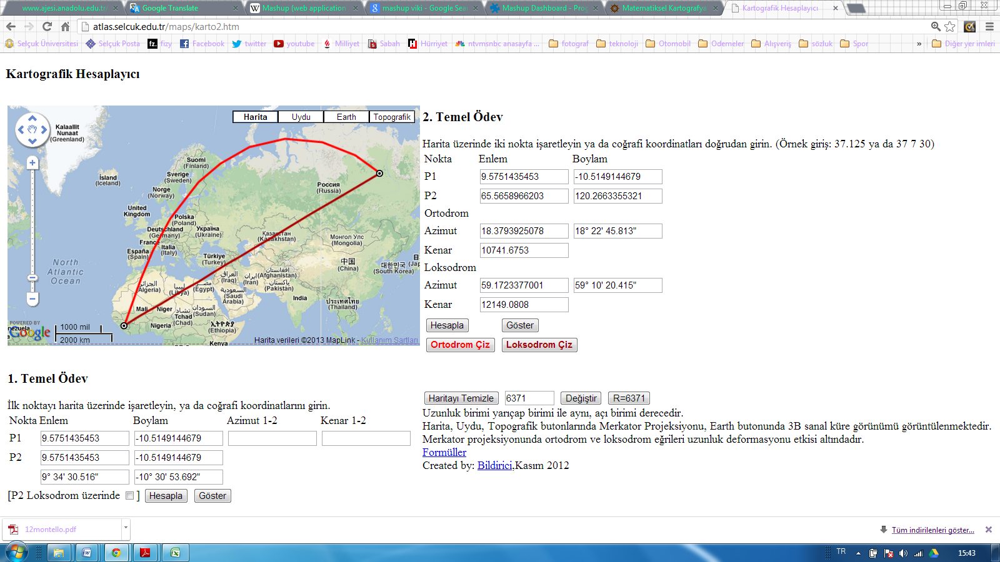 www.ajesi.anadolu.edu.tr
Google Translate
Mashup (web application
mashup viki - Google Sea
Mashup Dashboard - Pro
Matematiksel Kartografya
Kartografik Hesaplayıcı
atlas.selcuk.edu.tr/maps/karto2.htm
Selçuk Üniversitesi
Selçuk Posta
fizy
Facebook
twitter
youtube
Milliyet
Sabah
Hürriyet
ntvmsnbc anasayfa ...
fotograf
teknoloji
Otomobil
Odemeler
Alışveriş
sözluk
Spor
»
Diğer yer imleri
Kartografik Hesaplayıcı
Harita
Uydu
Earth
Topografik
Kalaallit
Nunaat
(Greenland)
Ísland
(Iceland)
Suomi
(Finland)
Sverige
(Sweden)
Norge
(Norway)
Россия
(Russia)
United
Kingdom
Polska
(Poland)
Deutschland
(Germany)
Україна
(Ukraine)
France
Italia
(Italy)
España
(Spain)
Қазақстан
(Kazakhstan)
Монгол Улс
(Mongolia)
Türkiye
(Turkey)
中国
(China)
대한민국
(South Korea)
North
Atlantic
Ocean
الجزائر
(Algeria)
ليبيا
(Libya)
مصر
(Egypt)
العراق
(Iraq)
ایران
(Iran)
افغانستان
(Afghanistan)
پاکستان
(Pakistan)
السعودية
(Saudi
Arabia)
India
ประเทศไทย
(Thailand)
Mali
Niger
تشاد
Tchad
(Chad)
السودان
(Sudan)
Nigeria
ኢትዮጵያ
(Ethiopia)
Kenya
POWERED BY
Google
1000 mil
2000 km
Harita verileri ©2013 MapLink - Kullanım Şartları
2. Temel Ödev
Harita üzerinde iki nokta işaretleyin ya da coğrafi koordinatları doğrudan girin. (Örnek giriş: 37.125 ya da 37 7 30)
Nokta Enlem Boylam
P1 9.5751435453 -10.5149144679
P2 65.5658966203 120.2663355321
Ortodrom
Azimut 18.3793925078 18° 22' 45.813"
Kenar 10741.6753
Loksodrom
Azimut 59.1723377001 59° 10' 20.415"
Kenar 12149.0808
Hesapla Göster
Ortodrom Çiz Loksodrom Çiz
Haritayı Temizle 6371 Değiştir R=6371
Uzunluk birimi yarıçap birimi ile aynı, açı birimi derecedir.
Harita, Uydu, Topografik butonlarında Merkator Projeksiyonu, Earth butonunda 3B sanal küre görünümü görüntülenmektedir.
Merkator projeksiyonunda ortodrom ve loksodrom eğrileri uzunluk deformasyonu etkisi altındadır.
Formüller
Created by: Bildirici,Kasım 2012
1. Temel Ödev
İlk noktayı harita üzerinde işaretleyin, ya da coğrafi koordinatlarını girin.
Nokta Enlem Boylam Azimut 1-2 Kenar 1-2
P1 9.5751435453 -10.5149144679
P2 9.5751435453 -10.5149144679
9° 34' 30.516" -10° 30' 53.692"
[P2 Loksodrom üzerinde ] Hesapla Göster
12montello.pdf
Tüm indirilenleri göster...
TR
15:43